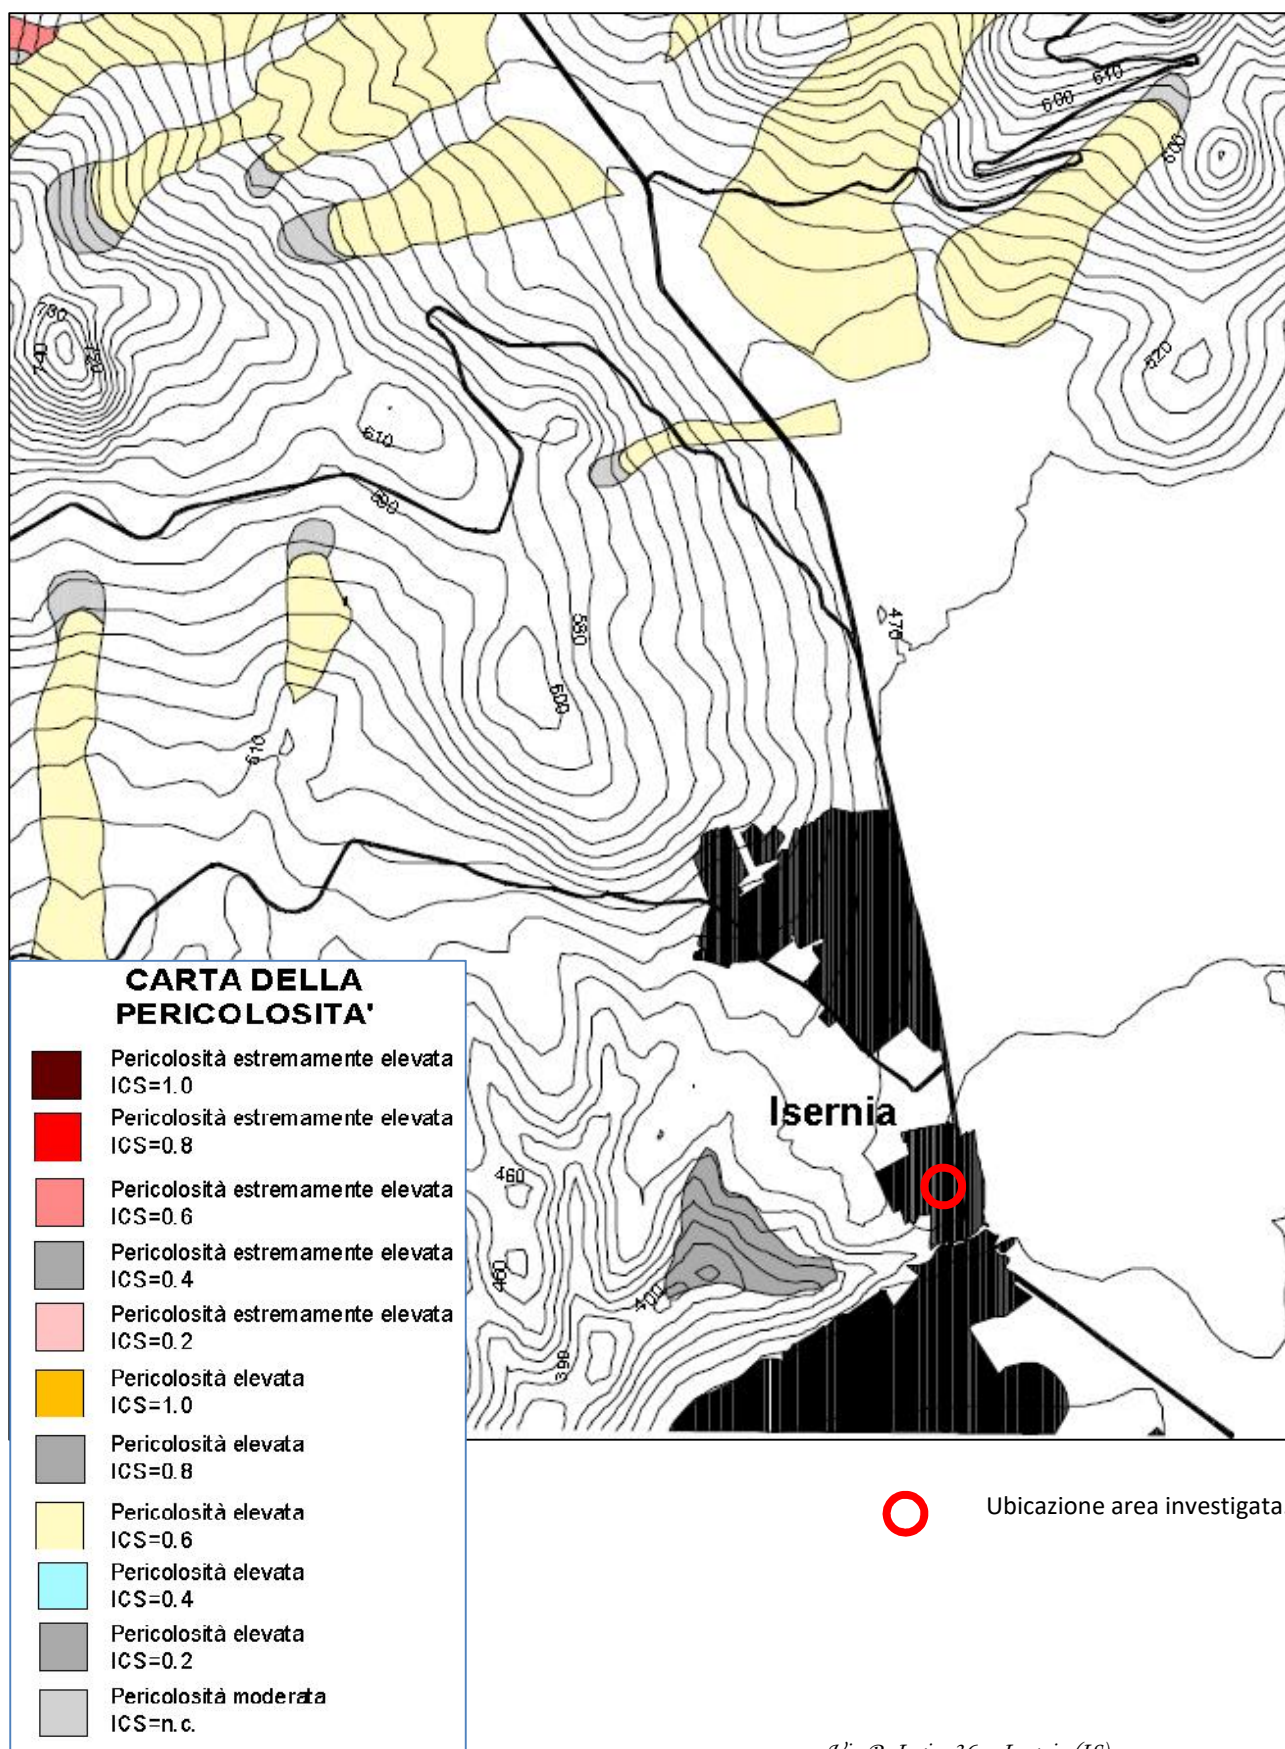 610
600
600
730
740
750
520
610
590
470
580
600
610
CARTA DELLA
PERICOLOSITA'
Pericolosità estremamente elevata
ICS=1.0
Pericolosità estremamente elevata
ICS=0.8
Pericolosità estremamente elevata
ICS=0.6
Pericolosità estremamente elevata
ICS=0.4
Pericolosità estremamente elevata
ICS=0.2
Pericolosità elevata
ICS=1.0
Pericolosità elevata
ICS=0.8
Pericolosità elevata
ICS=0.6
Pericolosità elevata
ICS=0.4
Pericolosità elevata
ICS=0.2
Pericolosità moderata
ICS=n.c.
Isernia
460
460
400
390
Ubicazione area investigata